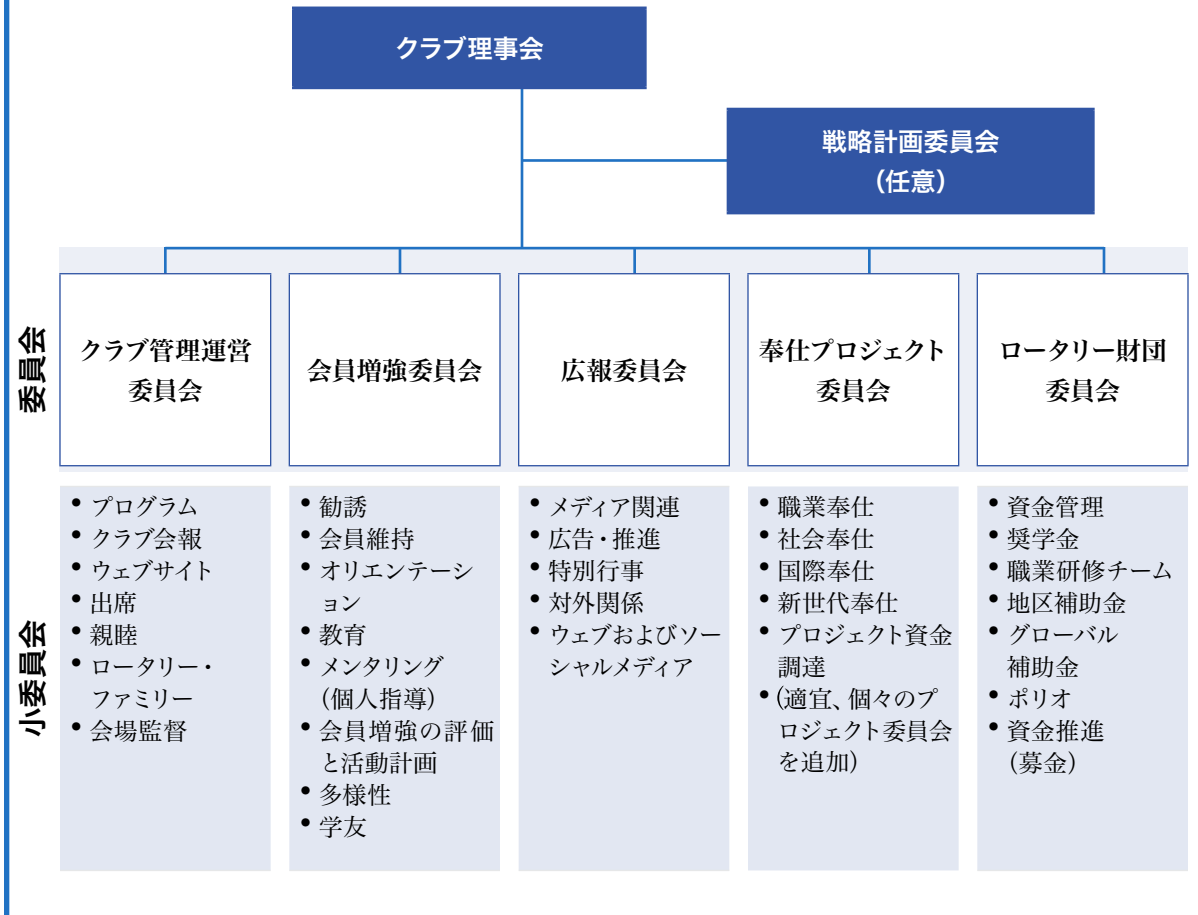 クラブ理事会
戦略計画委員会
（任意）
委員会
クラブ管理運営
委員会
会員増強委員会
広報委員会
奉仕プロジェクト
委員会
ロータリー財団
委員会
小委員会
• プログラム
• クラブ会報
• ウェブサイト
• 出席
• 親睦
• ロータリー・
ファミリー
• 会場監督
• 勧誘
• 会員維持
• オリエンテーシ
ョン
• 教育
• メンタリング
（個人指導）
• 会員増強の評価
と活動計画
• 多様性
• 学友
• メディア関連
• 広告・推進
• 特別行事
• 対外関係
• ウェブおよびソー
シャルメディア
• 職業奉仕
• 社会奉仕
• 国際奉仕
• 新世代奉仕
• プロジェクト資金
調達
• （適宜、個々のプ
ロジェクト委員会
を追加）
• 資金管理
• 奨学金
• 職業研修チーム
• 地区補助金
• グローバル
補助金
• ポリオ
• 資金推進
（募金）